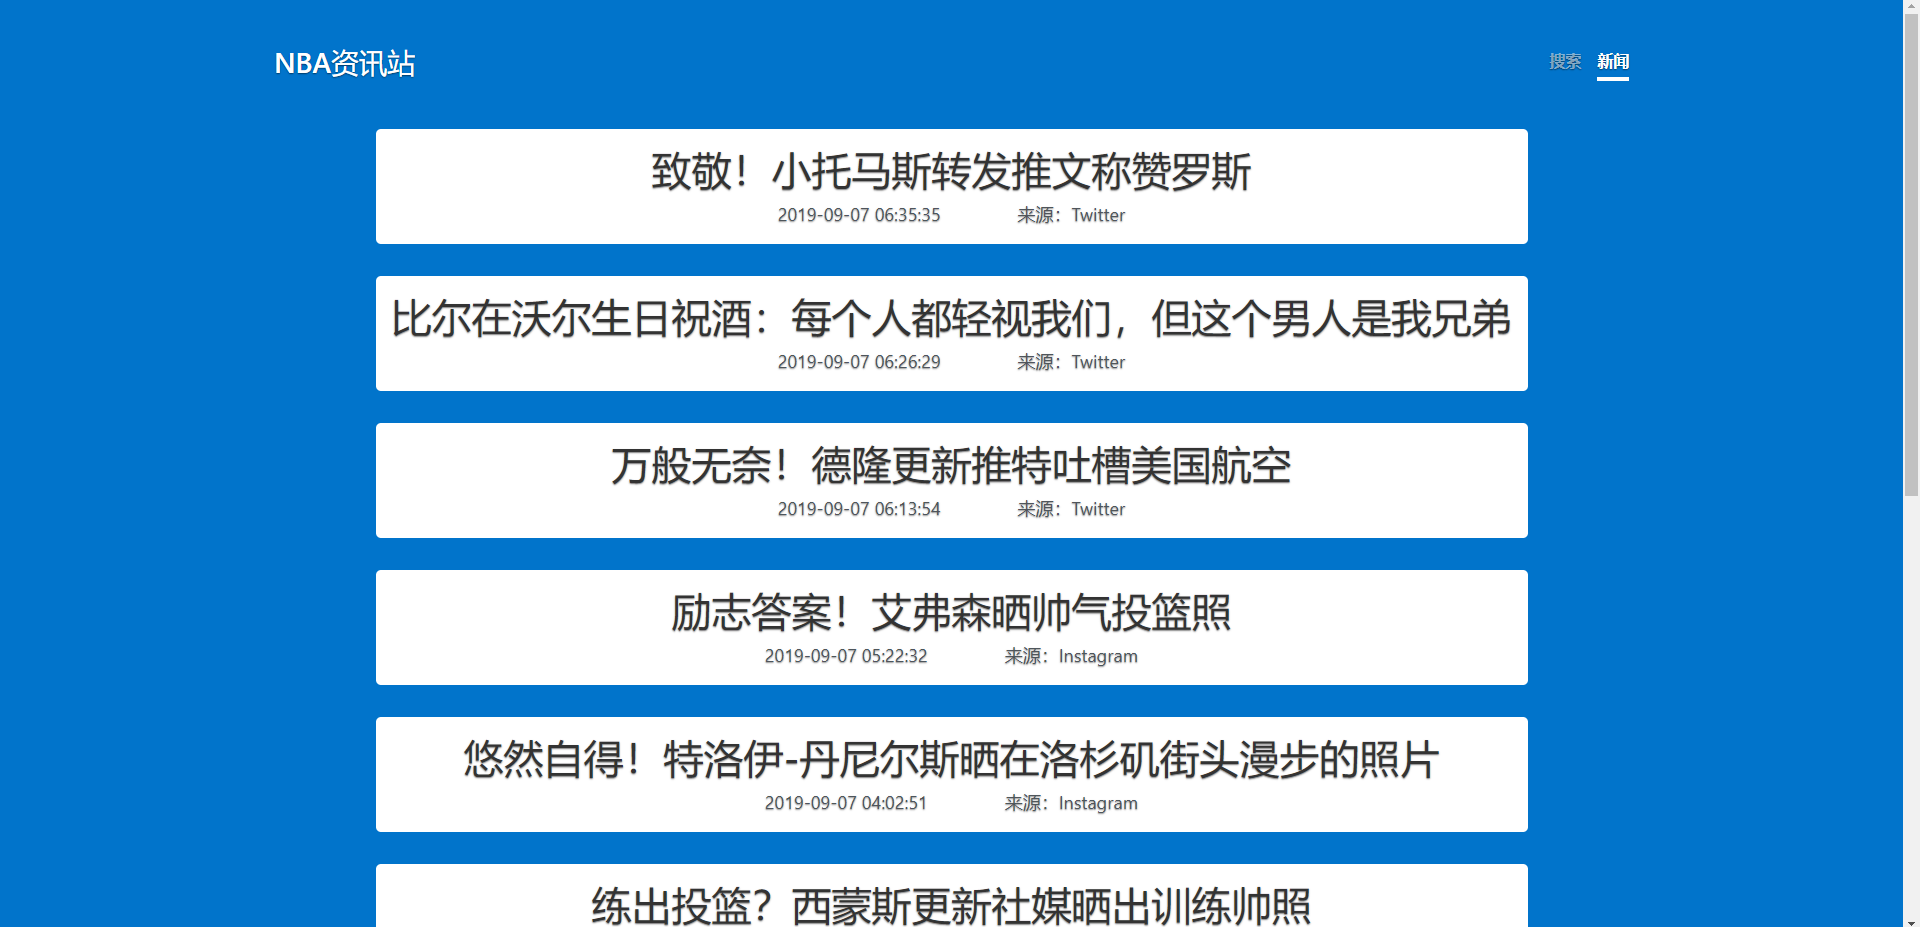 NBA资讯站
搜索 新闻
致敬！小托马斯转发推文称赞罗斯
2019-09-07 06:35:35 来源：Twitter
比尔在沃尔生日祝酒：每个人都轻视我们，但这个男人是我兄弟
2019-09-07 06:26:29 来源：Twitter
万般无奈！德隆更新推特吐槽美国航空
2019-09-07 06:13:54 来源：Twitter
励志答案！艾弗森晒帅气投篮照
2019-09-07 05:22:32 来源：Instagram
悠然自得！特洛伊-丹尼尔斯晒在洛杉矶街头漫步的照片
2019-09-07 04:02:51 来源：Instagram
练出投篮？西蒙斯更新社媒晒出训练帅照